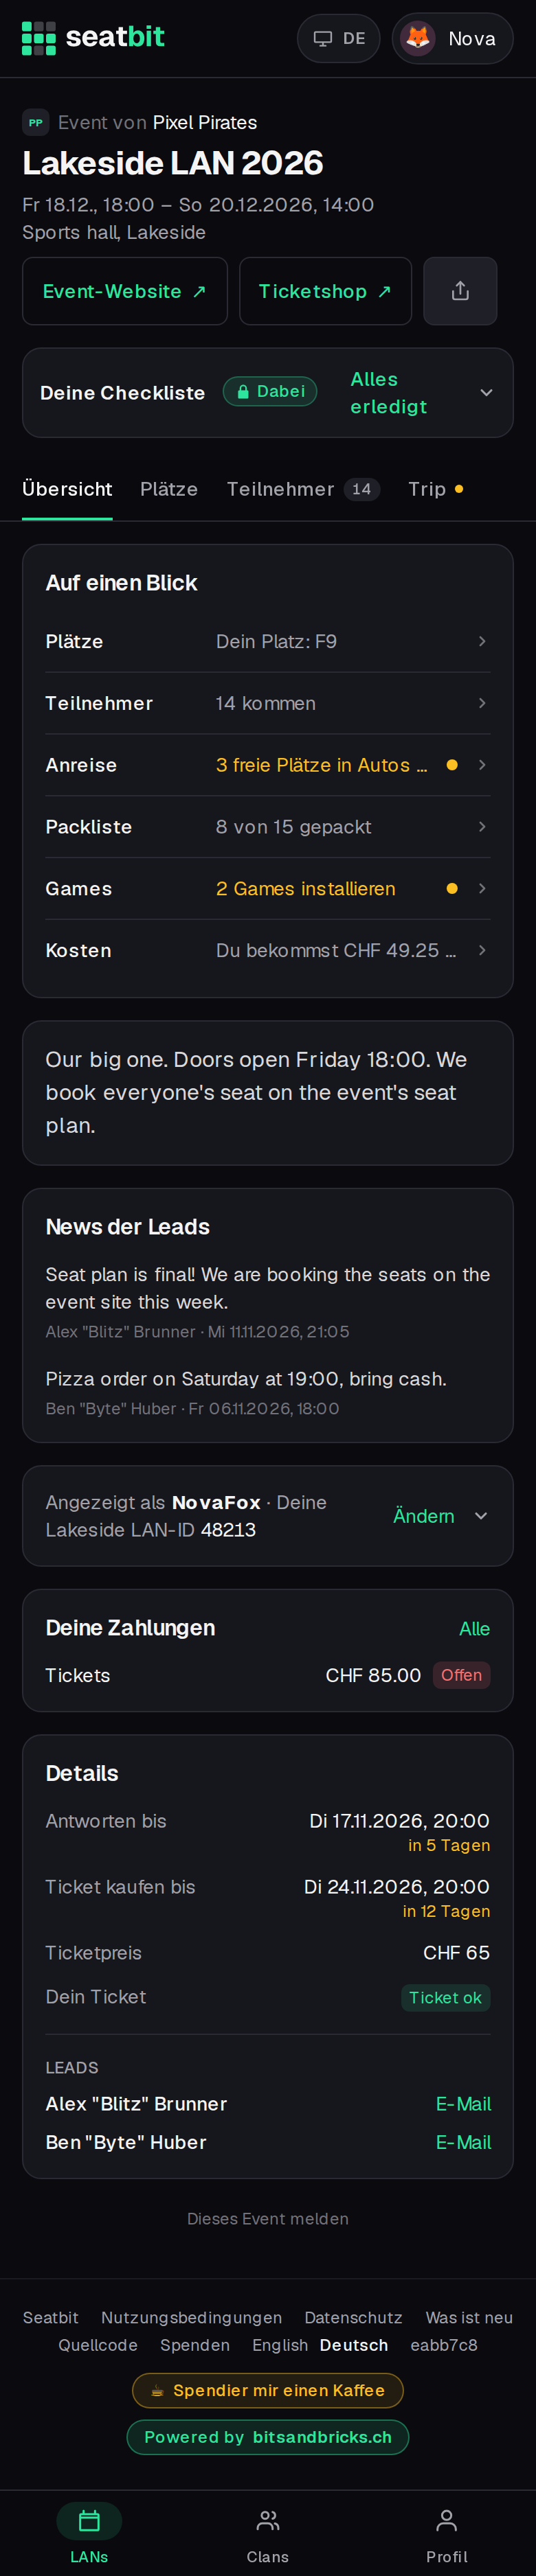 seatbit
DE
Nova
PP Event von Pixel Pirates
Lakeside LAN 2026
Fr 18.12., 18:00 – So 20.12.2026, 14:00
Sports hall, Lakeside
Event-Website ↗
Ticketshop ↗
Deine Checkliste
Dabei
Alles
erledigt
Übersicht
Plätze
Teilnehmer 14
Trip
Auf einen Blick
Plätze Dein Platz: F9
Teilnehmer 14 kommen
Anreise 3 freie Plätze in Autos ...
Packliste 8 von 15 gepackt
Games 2 Games installieren
Kosten Du bekommst CHF 49.25 ...
Our big one. Doors open Friday 18:00. We
book everyone's seat on the event's seat
plan.
News der Leads
Seat plan is final! We are booking the seats on the
event site this week.
Alex "Blitz" Brunner · Mi 11.11.2026, 21:05
Pizza order on Saturday at 19:00, bring cash.
Ben "Byte" Huber · Fr 06.11.2026, 18:00
Angezeigt als NovaFox · Deine
Lakeside LAN-ID 48213
Ändern
Deine Zahlungen Alle
Tickets CHF 85.00 Offen
Details
Antworten bis Di 17.11.2026, 20:00
in 5 Tagen
Ticket kaufen bis Di 24.11.2026, 20:00
in 12 Tagen
Ticketpreis CHF 65
Dein Ticket Ticket ok
LEADS
Alex "Blitz" Brunner E-Mail
Ben "Byte" Huber E-Mail
Dieses Event melden
Seatbit Nutzungsbedingungen Datenschutz Was ist neu
Quellcode Spenden English Deutsch eabb7c8
Spendier mir einen Kaffee
Powered by bitsandbricks.ch
LANs Clans Profil